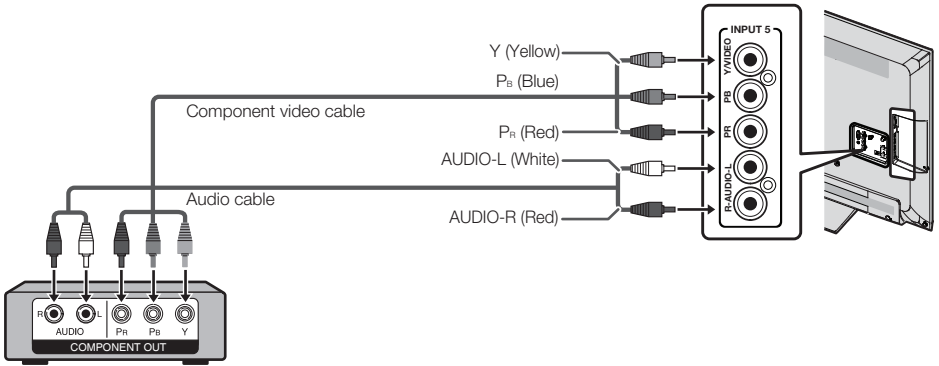 INPUT 5
Y (Yellow)
Y/VIDEO
PB (Blue)
PB
Component video cable
PR (Red)
PR
AUDIO-L (White)
Audio cable
R-AUDIO-L
AUDIO-R (Red)
R
L
AUDIO
PR
PB
Y
COMPONENT OUT